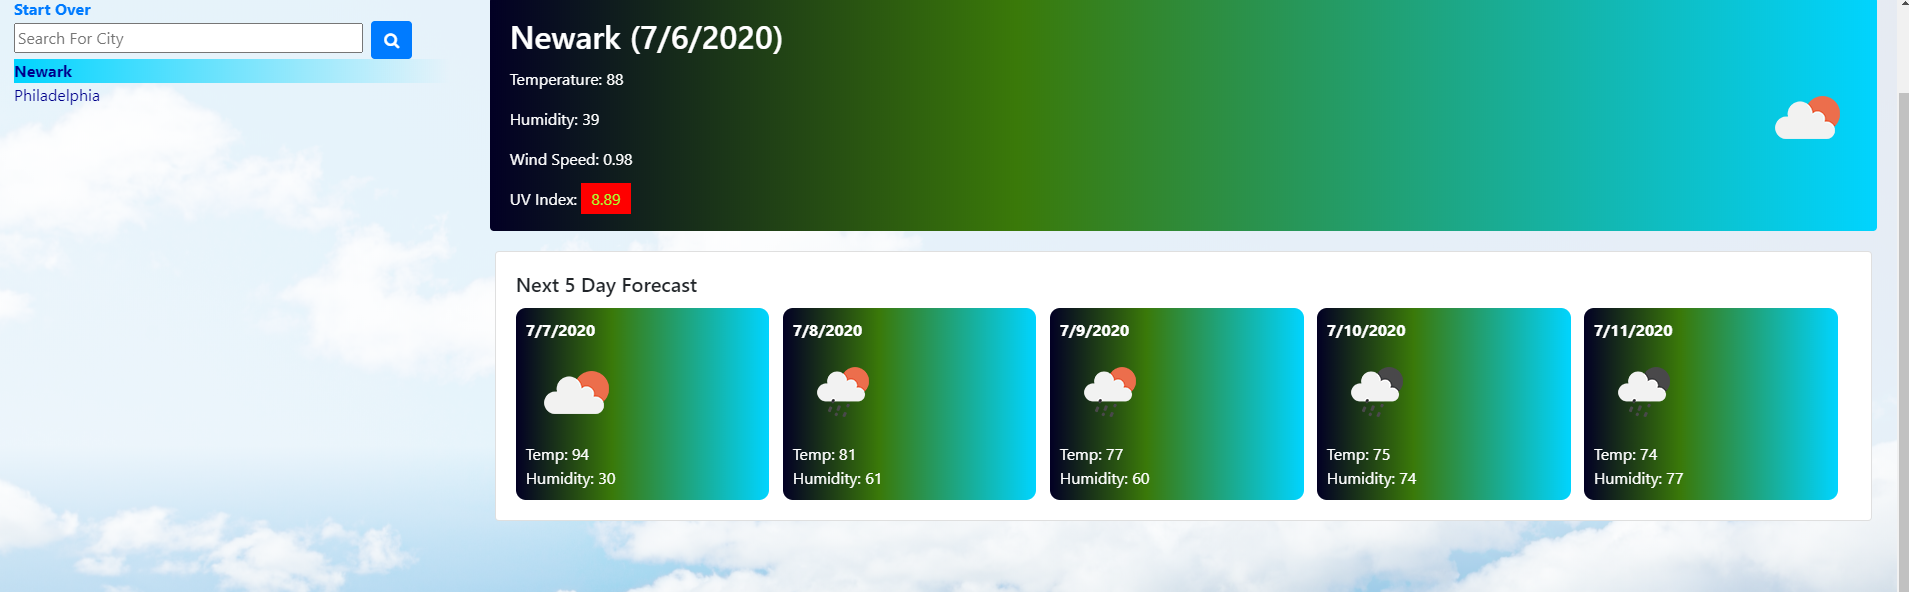 Start Over
Search For City
Newark
Philadelphia
Newark (7/6/2020)
Temperature: 88
Humidity: 39
Wind Speed: 0.98
UV Index: 8.89
Next 5 Day Forecast
7/7/2020
Temp: 94
Humidity: 30
7/8/2020
Temp: 81
Humidity: 61
7/9/2020
Temp: 77
Humidity: 60
7/10/2020
Temp: 75
Humidity: 74
7/11/2020
Temp: 74
Humidity: 77